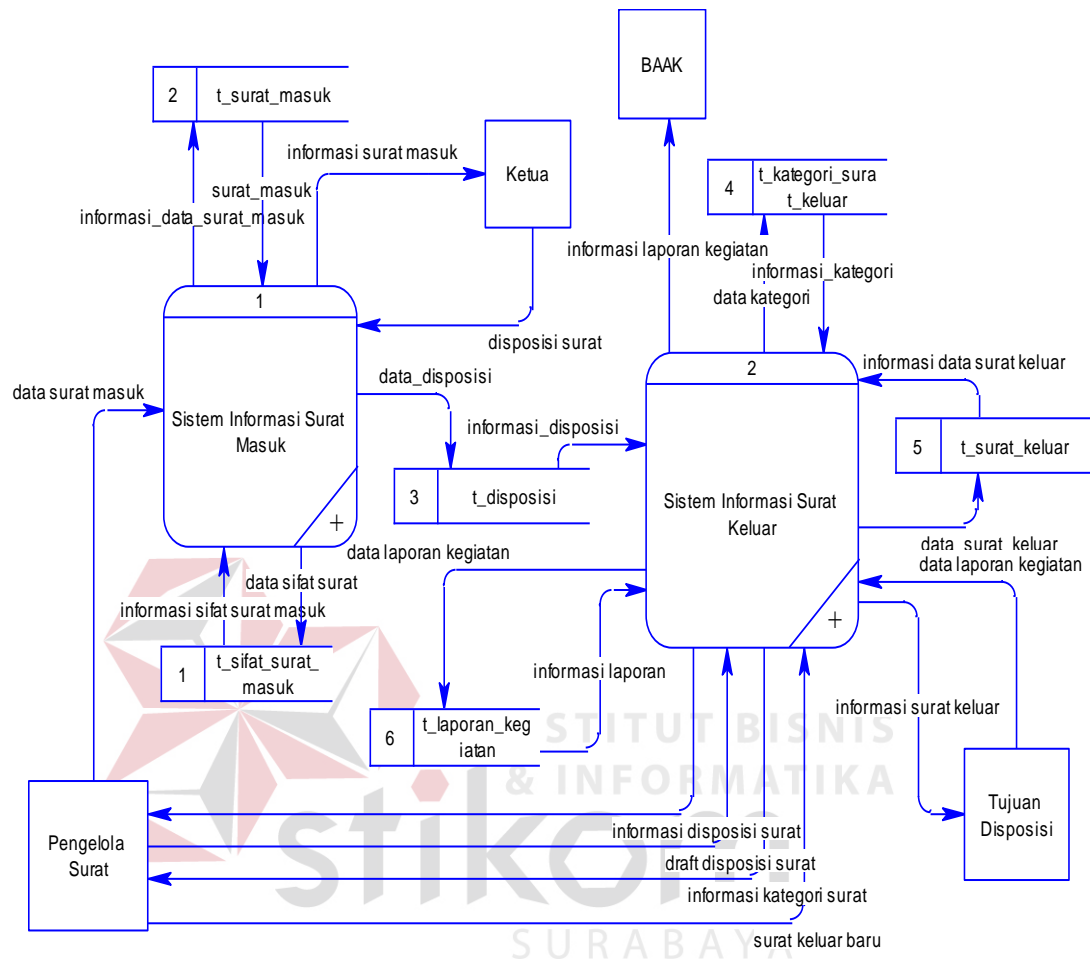 BAAK
2
t_surat_masuk
informasi surat masuk
Ketua
4
t_kategori_sura
t_keluar
surat_masuk
informasi_data_surat_masuk
informasi laporan kegiatan
informasi_kategori
data kategori
1
disposisi surat
2
informasi data surat keluar
data surat masuk
data_disposisi
Sistem Informasi Surat
Masuk
informasi_disposisi
5
t_surat_keluar
3
t_disposisi
Sistem Informasi Surat
Keluar
+
data laporan kegiatan
data_surat_keluar
data laporan kegiatan
data sifat surat
informasi sifat surat masuk
+
1
t_sifat_surat_
masuk
informasi laporan
informasi surat keluar
6
t_laporan_keg
iatan
STITUT BISNIS
& INFORMATIKA
Pengelola
Surat
Tujuan
Disposisi
stikom
informasi disposisi surat
draft disposisi surat
informasi kategori surat
surat keluar baru
SURABAYA